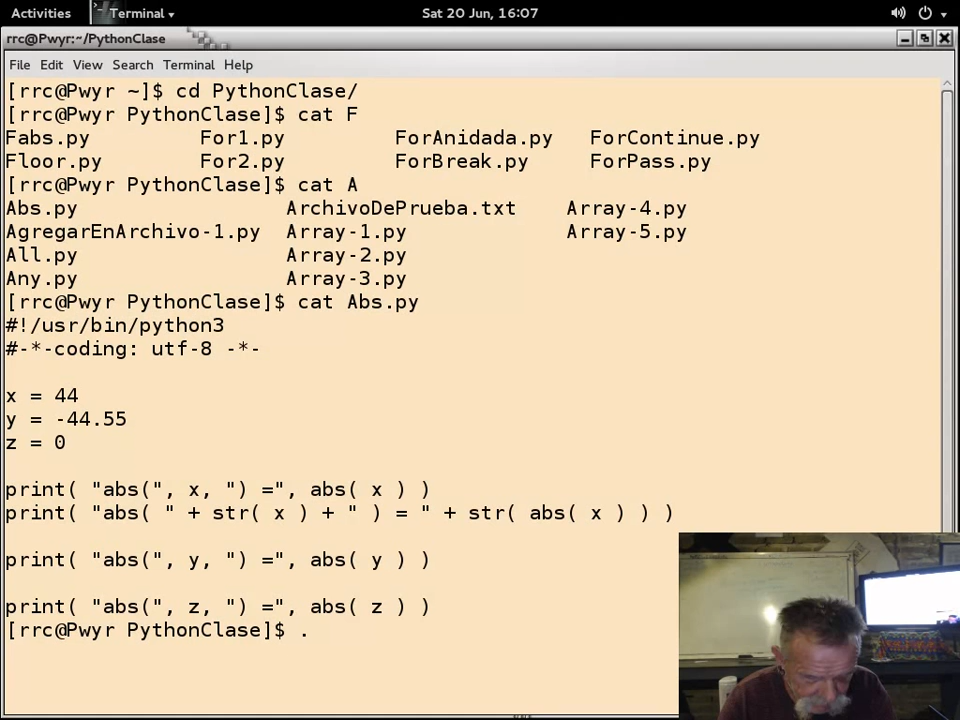 Activities Terminal Sat 20 Jun, 16:07
rrc@Pwyr:~/PythonClase
File Edit View Search Terminal Help
[rrc@Pwyr ~]$ cd PythonClase/
[rrc@Pwyr PythonClase]$ cat F
Fabs.py For1.py ForAnidada.py ForContinue.py
Floor.py For2.py ForBreak.py ForPass.py
[rrc@Pwyr PythonClase]$ cat A
Abs.py ArchivoDePrueba.txt Array-4.py
AgregarEnArchivo-1.py Array-1.py Array-5.py
All.py Array-2.py
Any.py Array-3.py
[rrc@Pwyr PythonClase]$ cat Abs.py
#!/usr/bin/python3
#-*-coding: utf-8 -*-
x = 44
y = -44.55
z = 0
print( "abs(", x, ") =", abs( x ) )
print( "abs( " + str( x ) + " ) = " + str( abs( x ) ) )
print( "abs(", y, ") =", abs( y ) )
print( "abs(", z, ") =", abs( z ) )
[rrc@Pwyr PythonClase]$ .